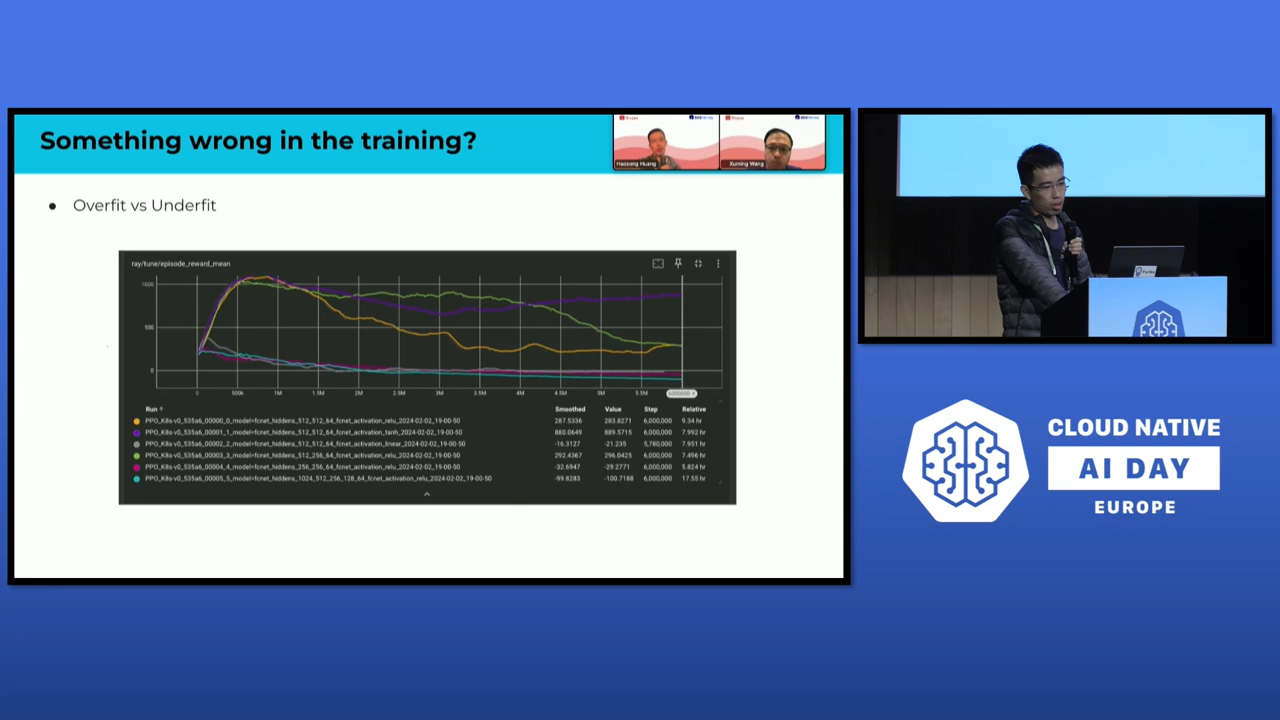 Something wrong in the training?
Haoxong Huang
Xuming Wang
Overfit vs Underfit
ray/tune/episode_reward_mean
500
0
0
500k
1M
1.5M
2M
2.5M
3M
3.5M
4M
4.5M
5M
5.5M
6000000
Run ↑ Smoothed Value Step Relative
PPO_K8s-v0_535a6_00000_0_model=fcnet_hiddens_512_512_64_fcnet_activation_relu_2024-02-02_19-00-50 287.5336 283.8271 6,000,000 9.34 hr
PPO_K8s-v0_535a6_00001_1_model=fcnet_hiddens_512_512_64_fcnet_activation_tanh_2024-02-02_19-00-50 880.0649 889.5715 6,000,000 7.992 hr
PPO_K8s-v0_535a6_00002_2_model=fcnet_hiddens_512_512_64_fcnet_activation_linear_2024-02-02_19-00-50 -16.3127 -21.235 5,780,000 7.951 hr
PPO_K8s-v0_535a6_00003_3_model=fcnet_hiddens_512_256_64_fcnet_activation_relu_2024-02-02_19-00-50 292.4367 296.0425 6,000,000 7.496 hr
PPO_K8s-v0_535a6_00004_4_model=fcnet_hiddens_256_256_64_fcnet_activation_relu_2024-02-02_19-00-50 -32.6947 -29.2771 6,000,000 5.824 hr
PPO_K8s-v0_535a6_00005_5_model=fcnet_hiddens_1024_512_256_128_64_fcnet_activation_relu_2024-02-02_19-00-50 -99.8283 -100.7188 6,000,000 17.55 hr
CLOUD NATIVE
AI DAY
EUROPE